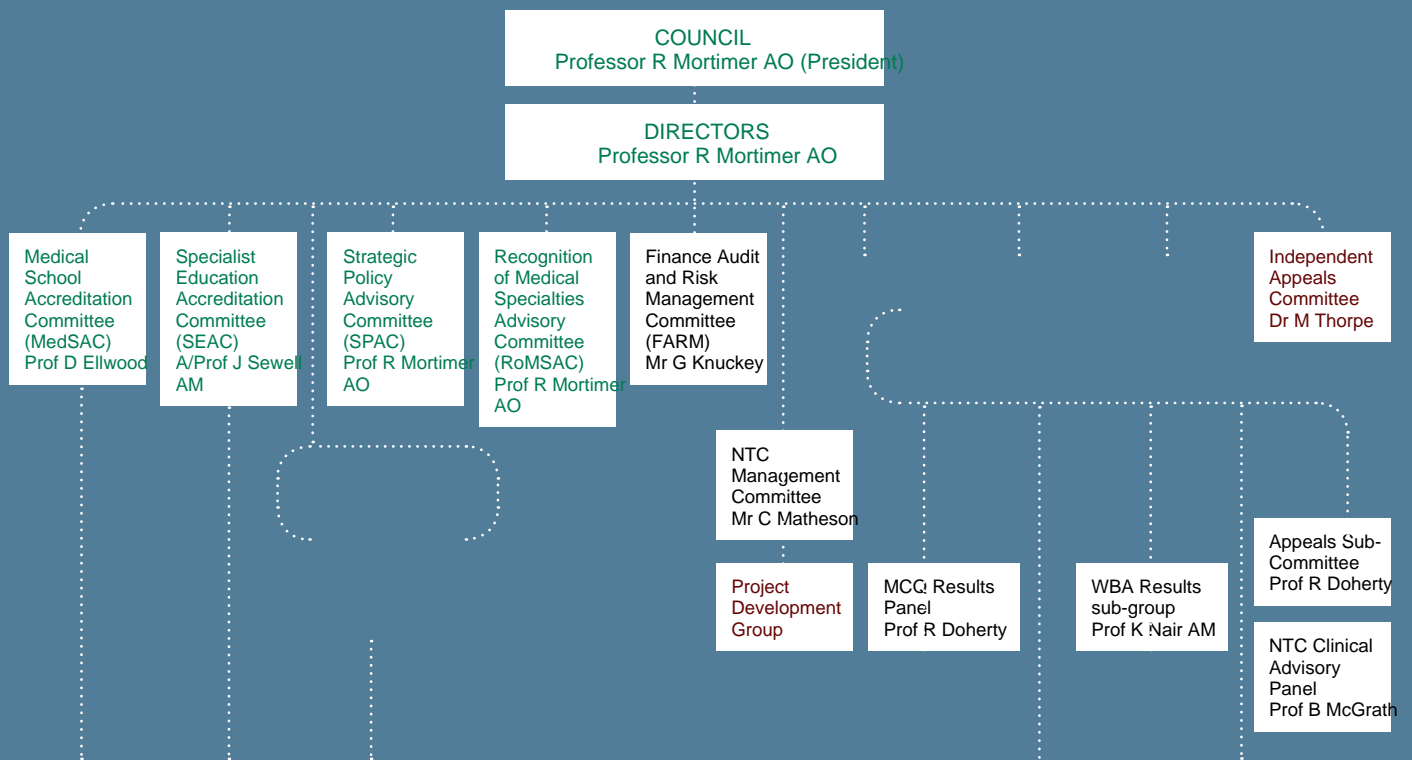 COUNCIL
Professor R Mortimer AO (President)
DIRECTORS
Professor R Mortimer AO
Medical
School
Accreditation
Committee
(MedSAC)
Prof D Ellwood
Specialist
Education
Accreditation
Committee
(SEAC)
A/Prof J Sewell
AM
Strategic
Policy
Advisory
Committee
(SPAC)
Prof R Mortimer
AO
Recognition
of Medical
Specialties
Advisory
Committee
(RoMSAC)
Prof R Mortimer
AO
Finance Audit
and Risk
Management
Committee
(FARM)
Mr G Knuckey
Independent
Appeals
Committee
Dr M Thorpe
NTC
Management
Committee
Mr C Matheson
Project
Development
Group
MCQ Results
Panel
Prof R Doherty
WBA Results
sub-group
Prof K Nair AM
Appeals Sub-
Committee
Prof R Doherty
NTC Clinical
Advisory
Panel
Prof B McGrath